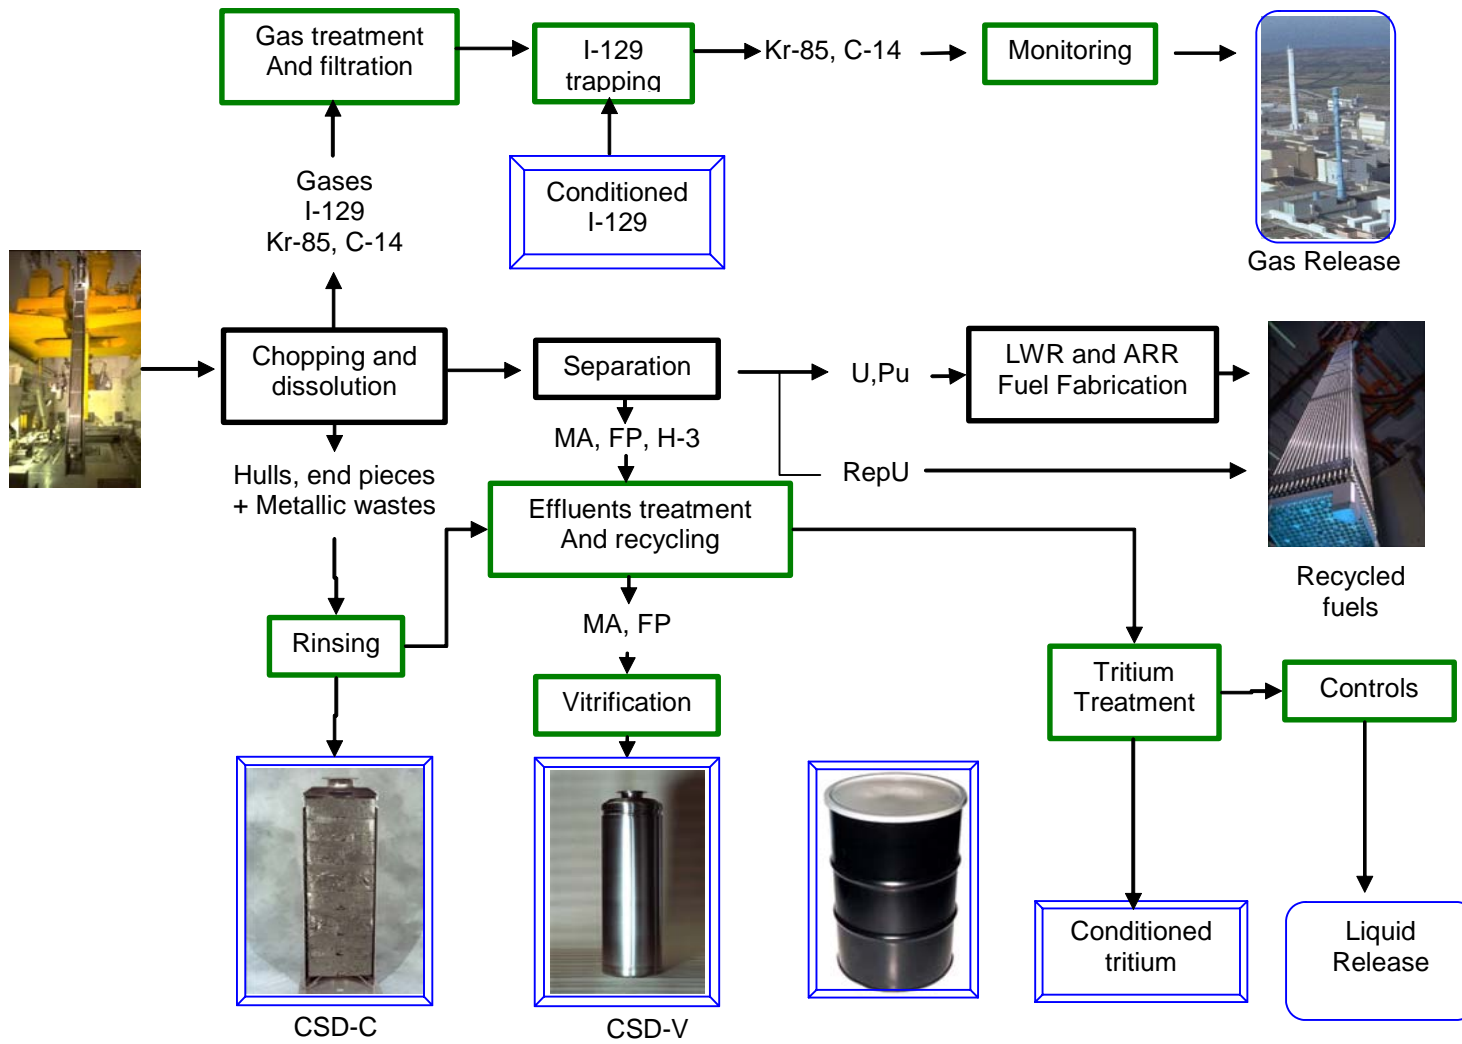 Gas treatment
And filtration
I-129
trapping
Kr-85, C-14
Monitoring
Gas Release
Gases
I-129
Kr-85, C-14
Conditioned
I-129
Chopping and
dissolution
Separation
U,Pu
LWR and ARR
Fuel Fabrication
MA, FP, H-3
RepU
Recycled
fuels
Hulls, end pieces
+ Metallic wastes
Effluents treatment
And recycling
Rinsing
MA, FP
Vitrification
Tritium
Treatment
Controls
Conditioned
tritium
Liquid
Release
CSD-C
CSD-V